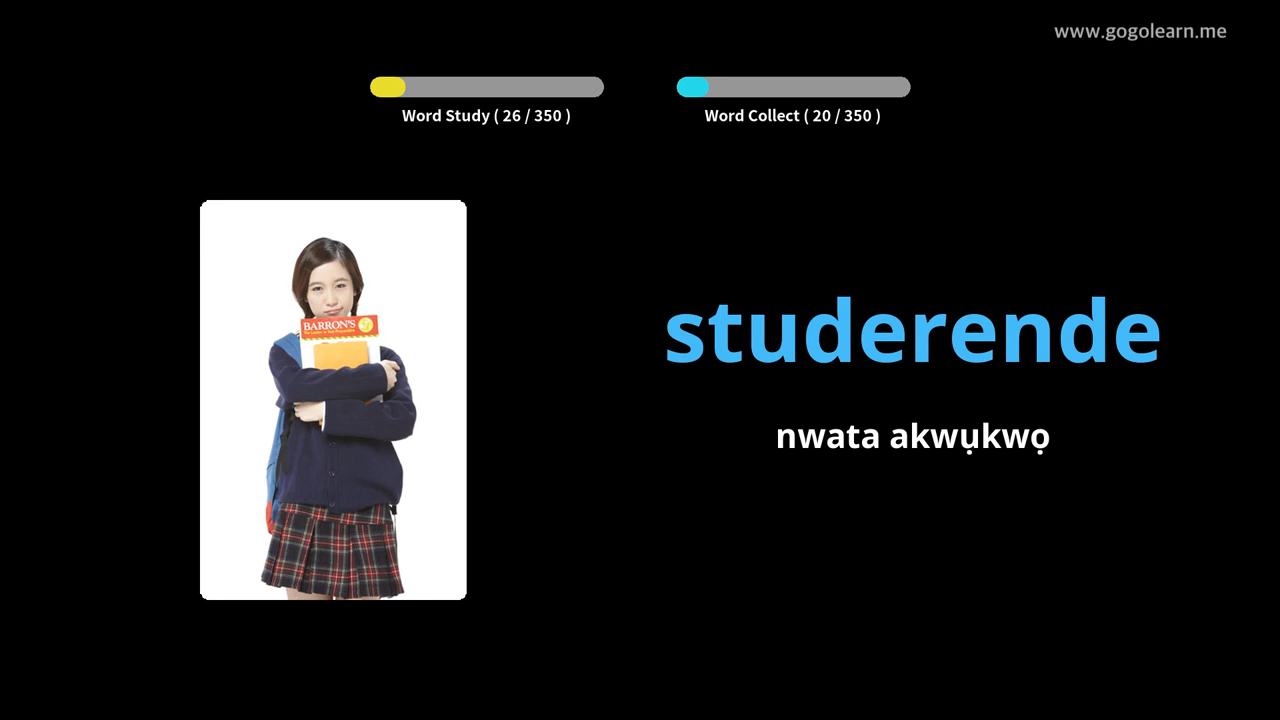 www.gogolearn.me
Word Study ( 26 / 350 )
Word Collect ( 20 / 350 )
BARRON'S
studerende
nwata akwụkwọ